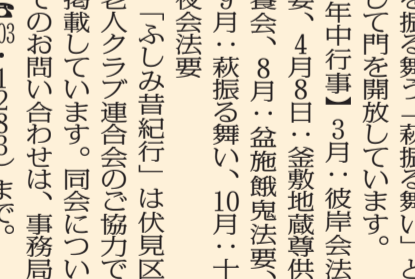 る振る舞う「萩振る舞い」と
して門を開放しています。
年中行事】 3月：彼岸会法
要、4月8日：釜敷地蔵尊供
養会、8月：盆施餓鬼法要、
9月：萩振る舞い、10月：十
夜会法要
「ふしみ昔紀行」は伏見区
老人クラブ連合会のご協力で
掲載しています。同会につい
てのお問い合わせは、事務局
☎03・1283）まで。